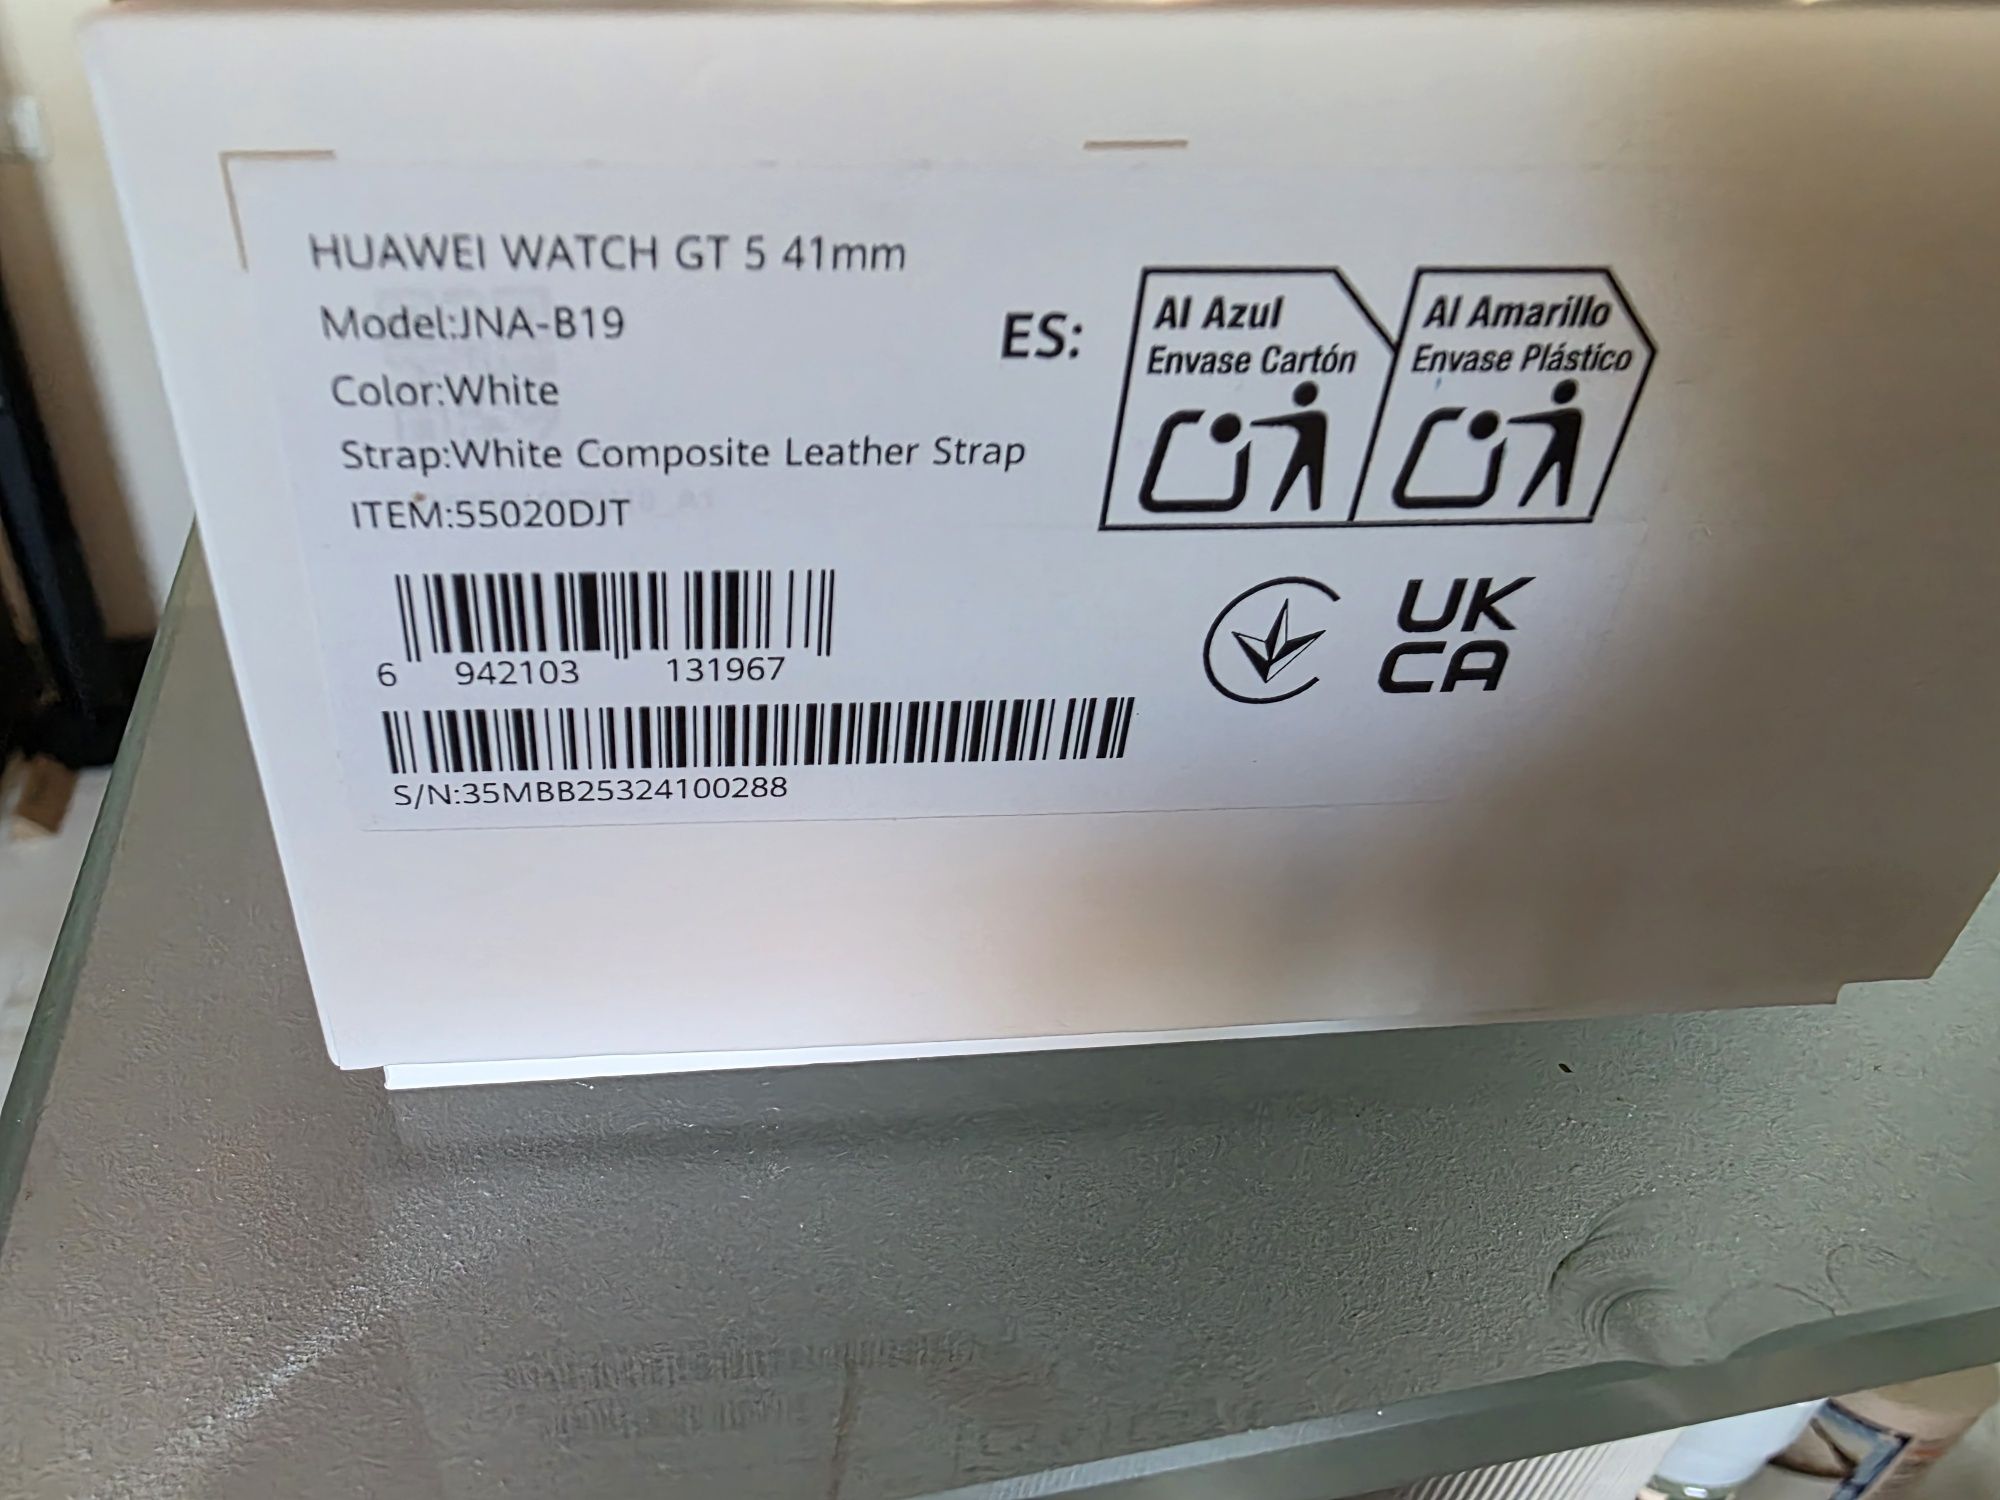 HUAWEI WATCH GT 5 41mm
Model:JNA-B19
Color:White
Strap:White Composite Leather Strap
ITEM:55020DJT
6 942103 131967
S/N:35MBB25324100288
ES:
Al Azul
Envase Cartón
Al Amarillo
Envase Plástico
UK
CA